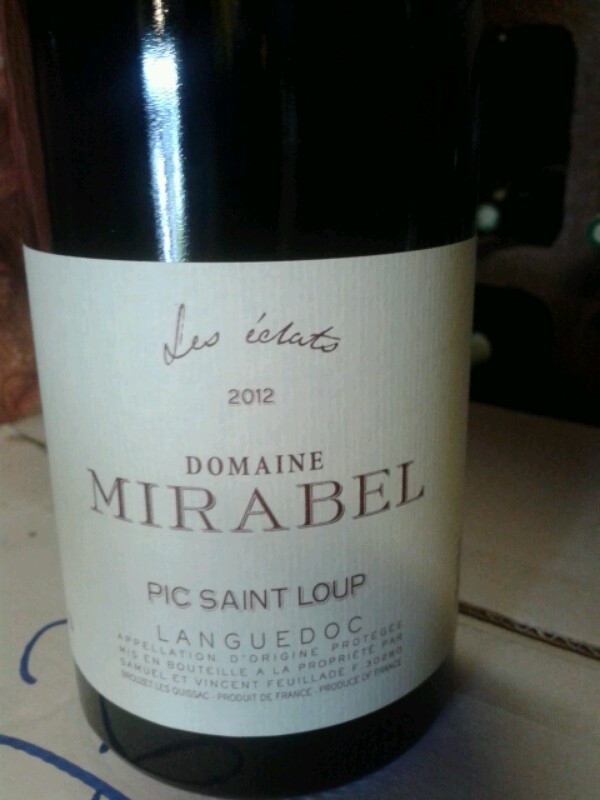 Les éclats
2012
DOMAINE
MIRABEL
PIC SAINT LOUP
LANGUEDOC
APPELLATION D'ORIGINE PROTÉGÉE
MIS EN BOUTEILLE A LA PROPRIÉTÉ PAR
SAMUEL ET VINCENT FEUILLADE F.30260
BROUZET LES QUISSAC - PRODUIT DE FRANCE - PRODUCE OF FRANCE